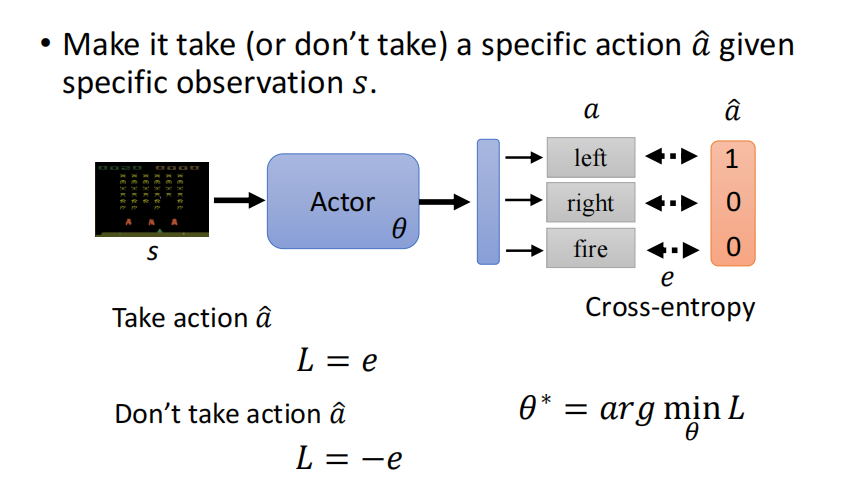 • Make it take (or don't take) a specific action â given
specific observation s.
a
â
left
1
Actor
right
0
θ
fire
0
s
e
Cross-entropy
Take action â
L = e
Don't take action â
θ* = arg min L
θ
L = −e